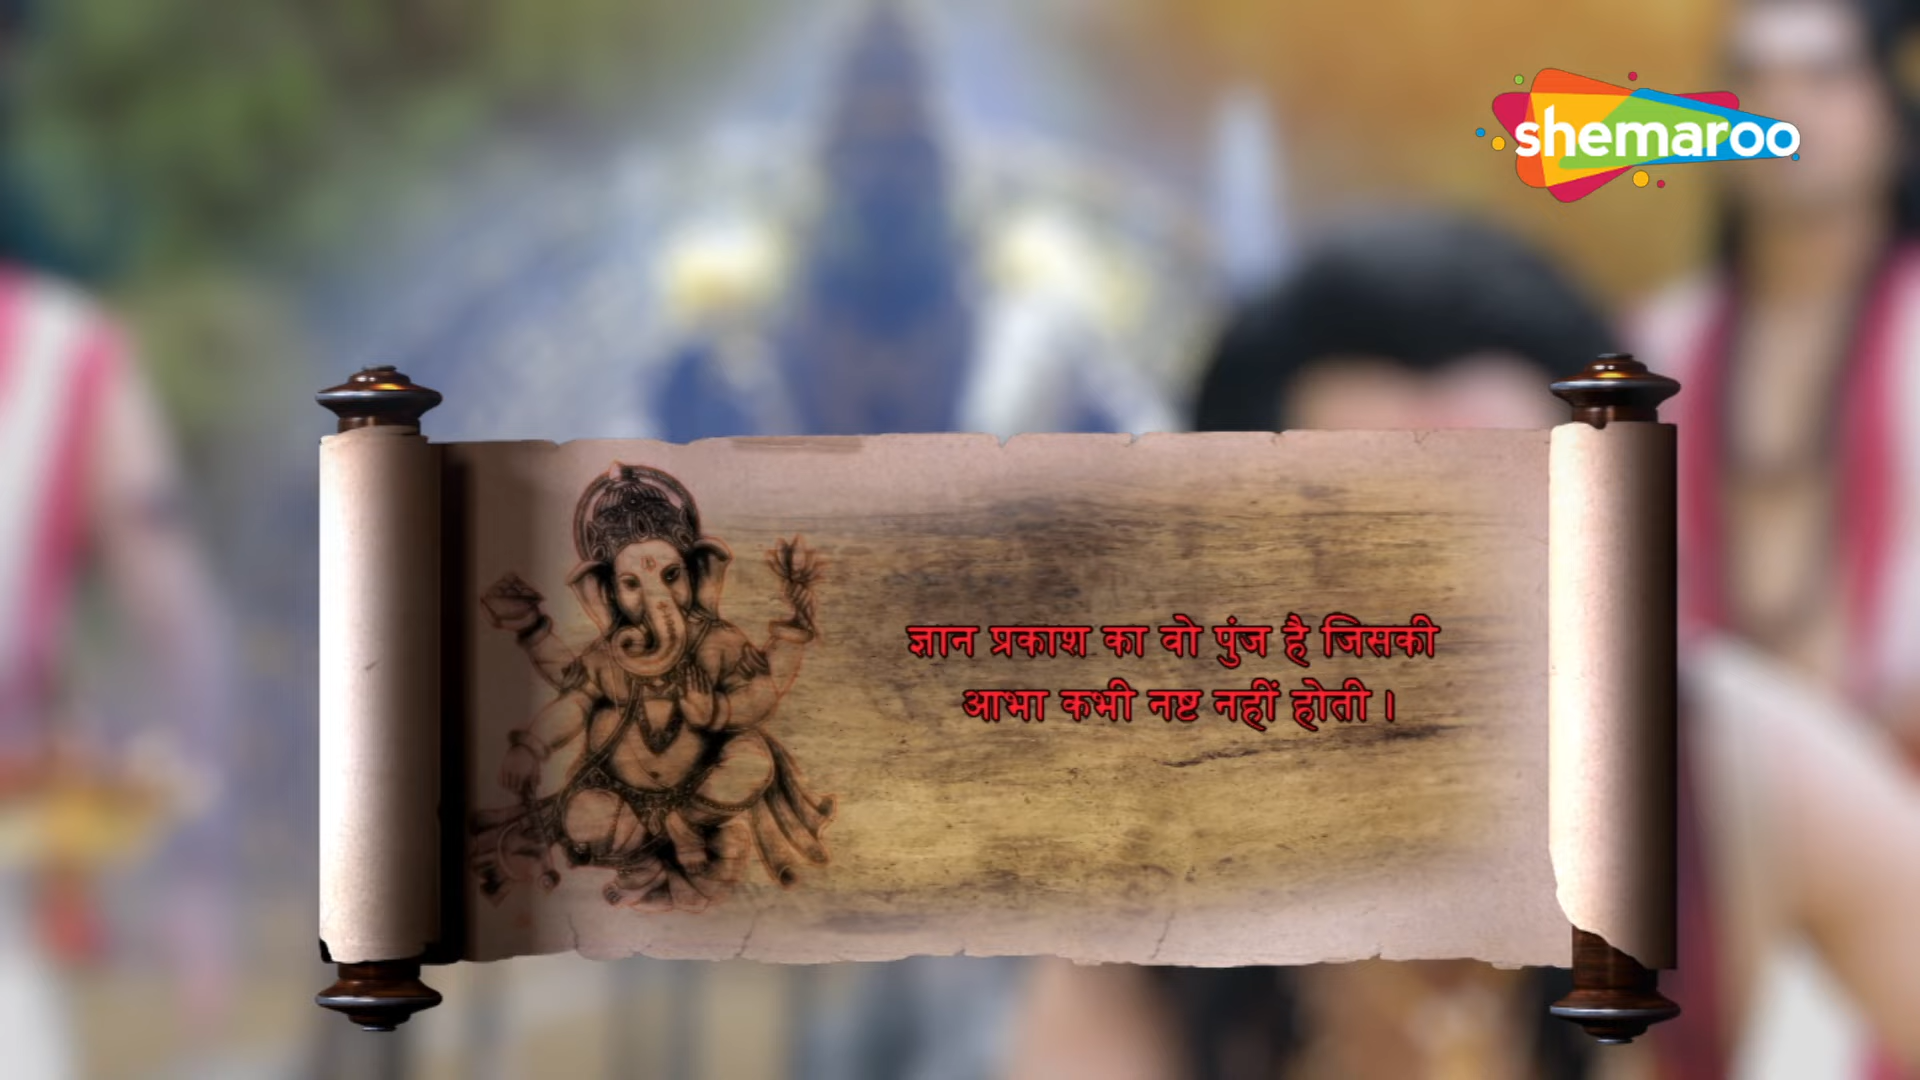 shemaroo
ज्ञान प्रकाश का वो पुंज है जिसकी
आभा कभी नष्ट नहीं होती।